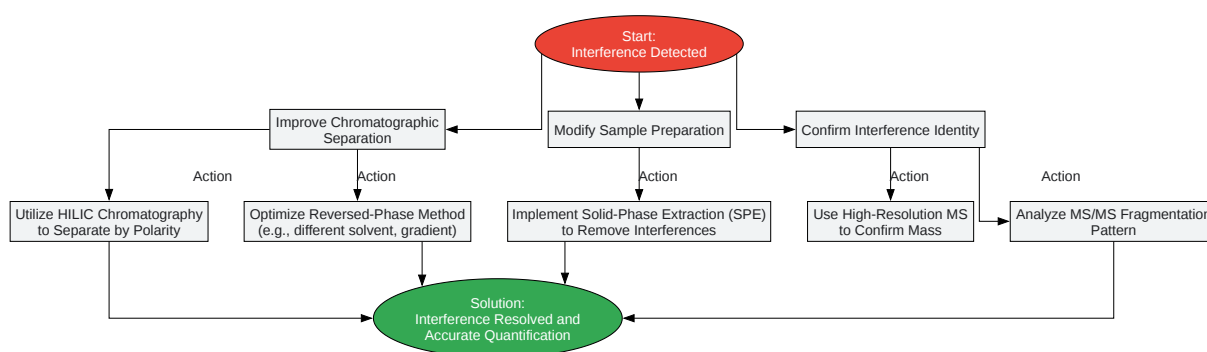 Start:
Interference Detected
Improve Chromatographic
Separation
Modify Sample Preparation
Confirm Interference Identity
Action
Action
Action
Action
Action
Utilize HILIC Chromatography
to Separate by Polarity
Optimize Reversed-Phase Method
(e.g., different solvent, gradient)
Implement Solid-Phase Extraction (SPE)
to Remove Interferences
Use High-Resolution MS
to Confirm Mass
Analyze MS/MS Fragmentation
Pattern
Solution:
Interference Resolved and
Accurate Quantification